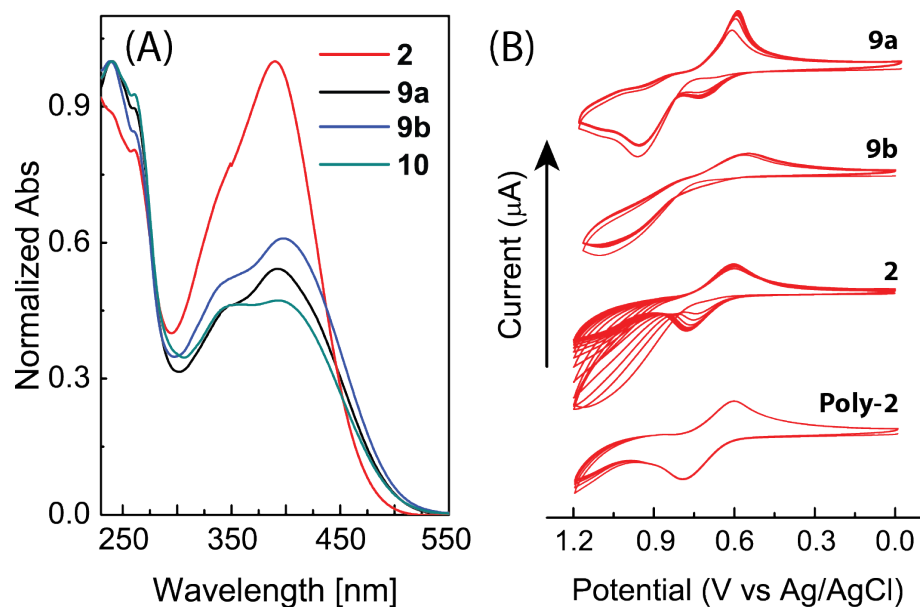 (A)
2
9a
9b
10
0.9
0.6
0.3
0.0
Normalized Abs
250
350
450
550
Wavelength [nm]
(B)
9a
9b
2
Poly-2
Current (μA)
1.2
0.9
0.6
0.3
0.0
Potential (V vs Ag/AgCl)